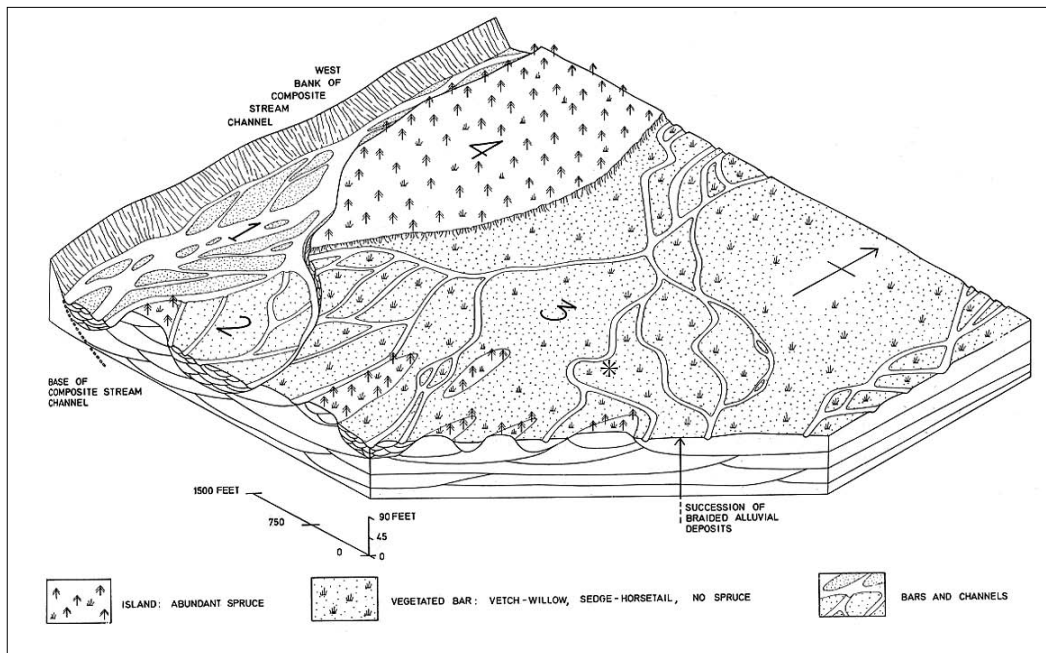 WEST
BANK OF
COMPOSITE
STREAM
CHANNEL
4
1
2
3
BASE OF
COMPOSITE STREAM
CHANNEL
1500 FEET
750
0
90 FEET
45
0
SUCCESSION OF
BRAIDED ALLUVIAL
DEPOSITS
ISLAND: ABUNDANT SPRUCE
VEGETATED BAR: VETCH-WILLOW, SEDGE-HORSETAIL, NO SPRUCE
BARS AND CHANNELS